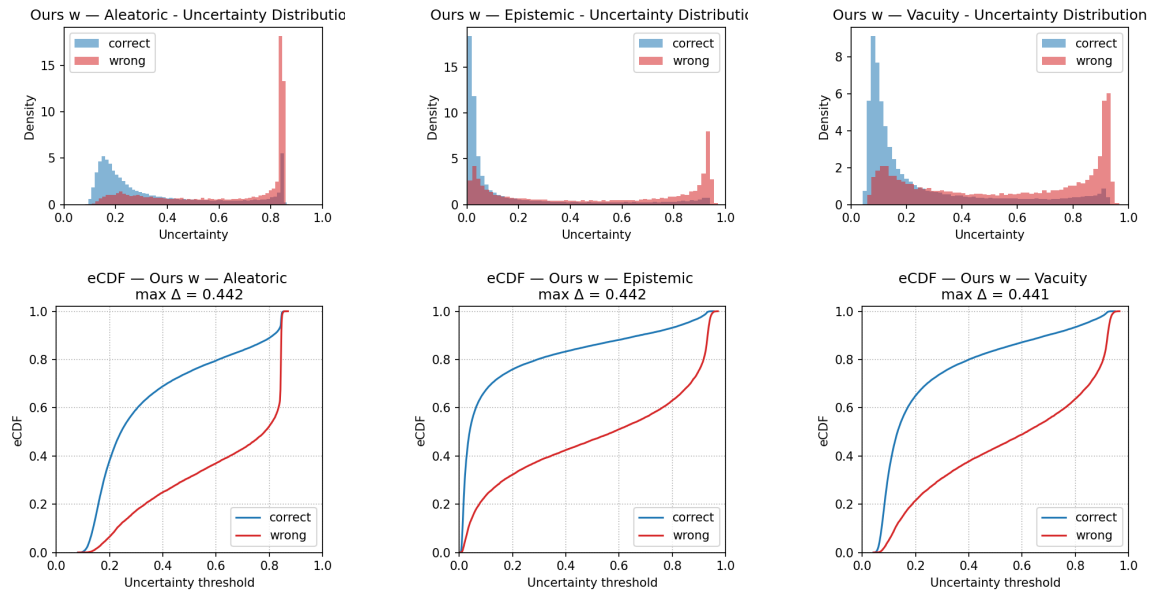 Ours w — Aleatoric - Uncertainty Distributio
correct
wrong
Density
15
10
5
0
0.0 0.2 0.4 0.6 0.8 1.0
Uncertainty
Ours w — Epistemic - Uncertainty Distributi
correct
wrong
Density
15
10
5
0
0.0 0.2 0.4 0.6 0.8 1.0
Uncertainty
Ours w — Vacuity - Uncertainty Distribution
correct
wrong
Density
8
6
4
2
0
0.0 0.2 0.4 0.6 0.8 1.0
Uncertainty
eCDF — Ours w — Aleatoric
max Δ = 0.442
eCDF
1.0
0.8
0.6
0.4
0.2
0.0
correct
wrong
0.0 0.2 0.4 0.6 0.8 1.0
Uncertainty threshold
eCDF — Ours w — Epistemic
max Δ = 0.442
eCDF
1.0
0.8
0.6
0.4
0.2
0.0
correct
wrong
0.0 0.2 0.4 0.6 0.8 1.0
Uncertainty threshold
eCDF — Ours w — Vacuity
max Δ = 0.441
eCDF
1.0
0.8
0.6
0.4
0.2
0.0
correct
wrong
0.0 0.2 0.4 0.6 0.8 1.0
Uncertainty threshold